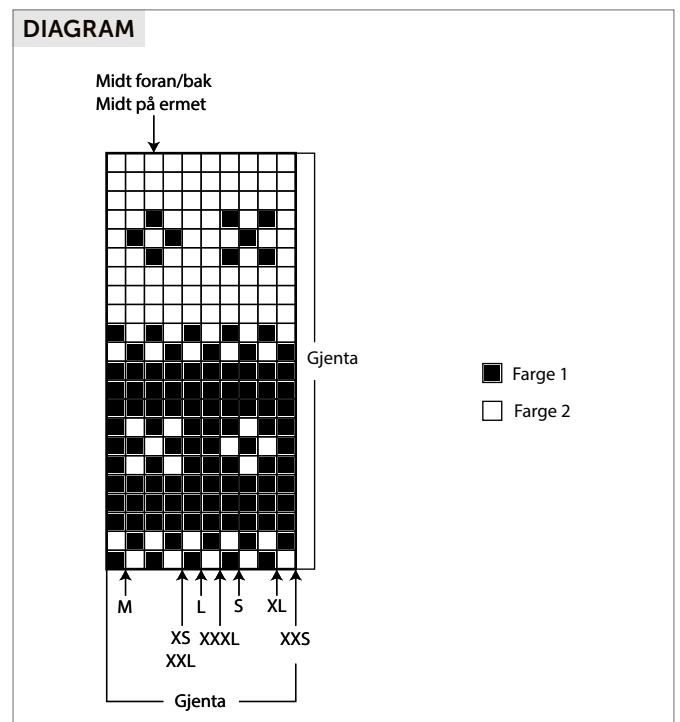 DIAGRAM
Midt foran/bak
Midt på ermet
Gjenta
Farge 1
Farge 2
M
L
S
XL
XS
XXXL
XXS
XXL
Gjenta